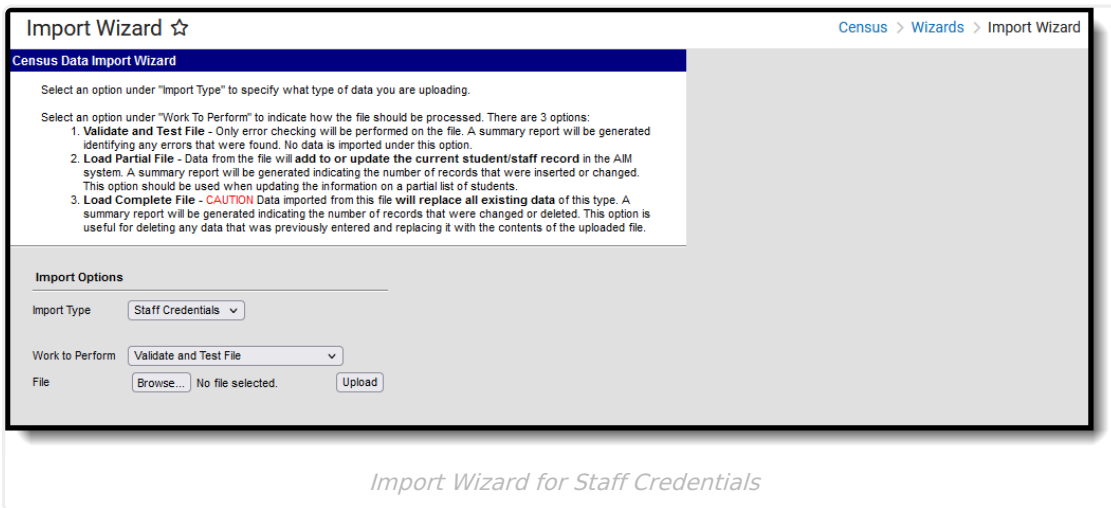 Import Wizard ☆
Census > Wizards > Import Wizard
Census Data Import Wizard
Select an option under "Import Type" to specify what type of data you are uploading.
Select an option under "Work To Perform" to indicate how the file should be processed. There are 3 options:
1. Validate and Test File - Only error checking will be performed on the file. A summary report will be generated
identifying any errors that were found. No data is imported under this option.
2. Load Partial File - Data from the file will add to or update the current student/staff record in the AIM
system. A summary report will be generated indicating the number of records that were inserted or changed.
This option should be used when updating the information on a partial list of students.
3. Load Complete File - CAUTION Data imported from this file will replace all existing data of this type. A
summary report will be generated indicating the number of records that were changed or deleted. This option is
useful for deleting any data that was previously entered and replacing it with the contents of the uploaded file.
Import Options
Import Type Staff Credentials
Work to Perform Validate and Test File
File Browse... No file selected. Upload
Import Wizard for Staff Credentials